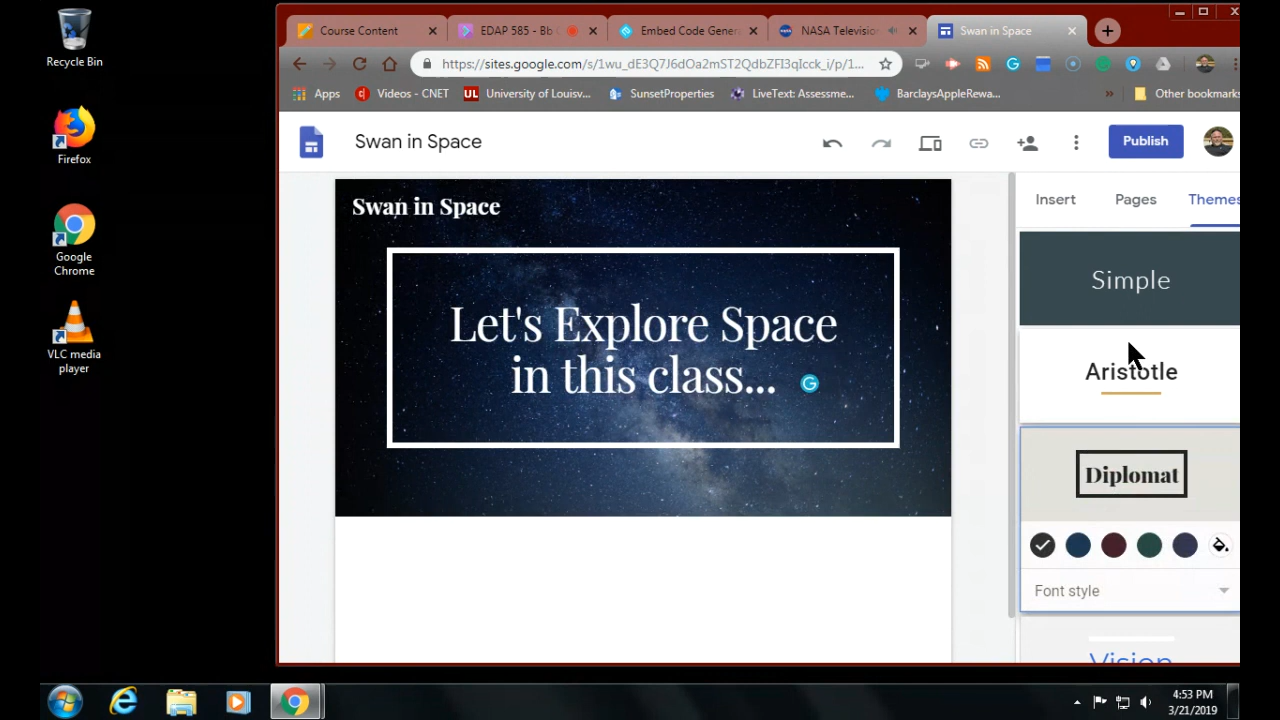 Recycle Bin
Firefox
Google
Chrome
VLC media
player
Course Content
EDAP 585 - Bb C
Embed Code Gener
NASA Televisio
Swan in Space
https://sites.google.com/s/1wu_dE3Q7J6dOa2mST2QdbZFI3qIcck_i/p/1...
Apps
Videos - CNET
UL University of Louisv...
SunsetProperties
LiveText: Assessme...
BarclaysAppleRewa...
»
Other bookmarks
Swan in Space
Publish
Swan in Space
Let's Explore Space
in this class...
Insert
Pages
Themes
Simple
Aristotle
Diplomat
Font style
Vision
4:53 PM
3/21/2019